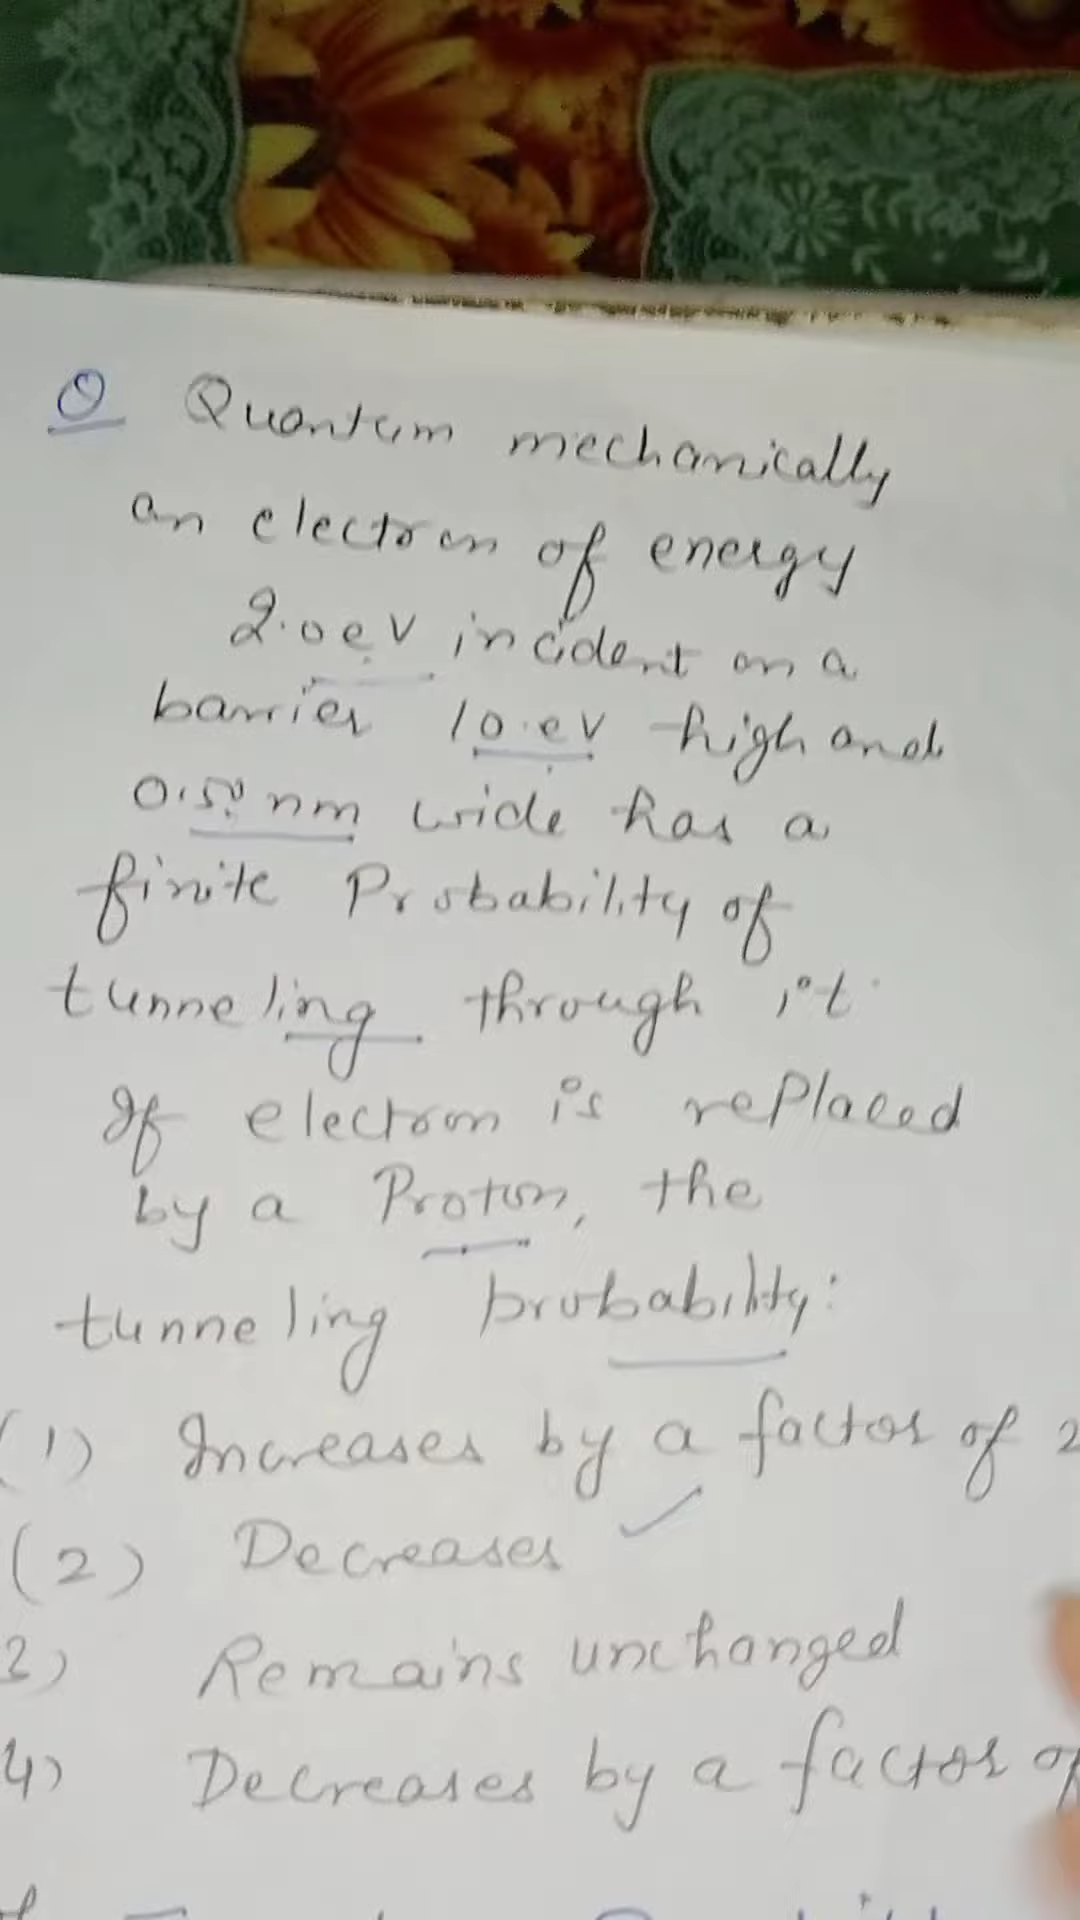 Q Quantum mechanically
an electron of energy
2.0 eV incident on a
barrier 10.eV high and
0.50 nm wide has a
finite Probability of
tunneling through it.
If electron is replaced
by a Proton, the
tunneling probability:
(1) Increases by a factor of 2
(2) Decreases ✓
3) Remains unchanged
4) Decreases by a factor of